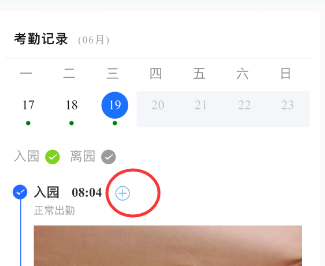 考勤记录 (06月)
一 二 三 四 五 六 日
17 18 19 20 21 22 23
入园 离园
入园 08:04
正常出勤